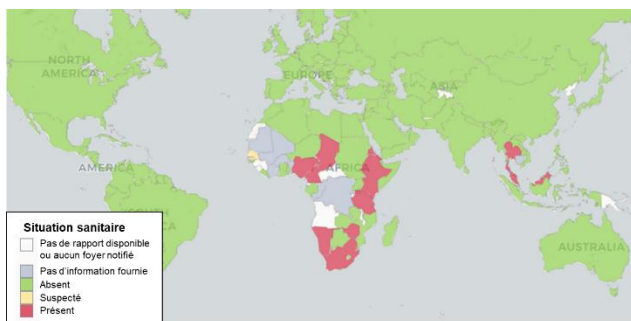 NORTH
AMERICA
EUROPE
ASIA
AMERICA
AFRICA
SOUTH
AUSTRALIA
Situation sanitaire
Pas de rapport disponible
ou aucun foyer notifié
Pas d'information fournie
Absent
Suspecté
Présent